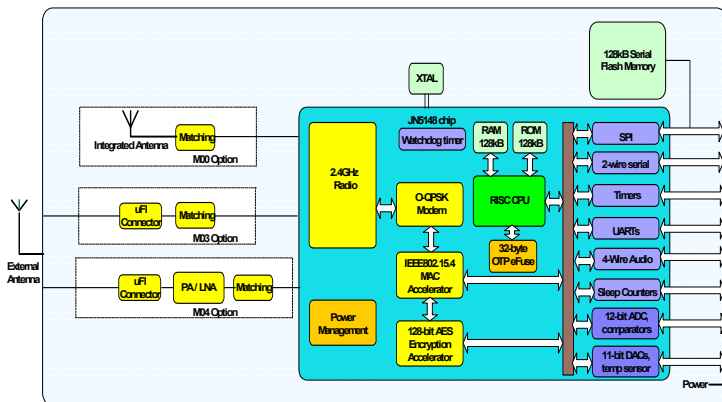 128kB Serial
Flash Memory
XTAL
JN5148 chip
Watchdog timer
RAM
128kB
ROM
128kB
Integrated Antenna
Matching
M00 Option
2.4GHz
Radio
O-QPSK
Modem
RISC CPU
32-byte
OTP eFuse
SPI
2-wire serial
Timers
UARTs
4-Wire Audio
Sleep Counters
12-bit ADC,
comparators
11-bit DACs,
temp sensor
uFl
Connector
Matching
M03 Option
External
Antenna
uFl
Connector
PA / LNA
Matching
M04 Option
IEEE802.15.4
MAC
Accelerator
Power
Management
128-bit AES
Encryption
Accelerator
Power